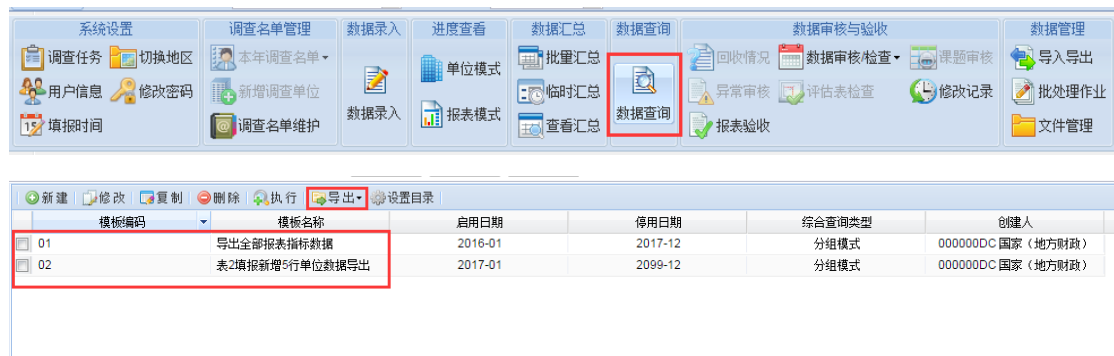 系统设置 调查名单管理 数据录入 进度查看 数据汇总 数据查询 数据审核与验收 数据管理
调查任务 切换地区 本年调查名单 单位模式 批量汇总 回收情况 数据审核/检查 课题审核 导入导出
用户信息 修改密码 新增调查单位 数据录入 临时汇总 数据查询 异常审核 评估表检查 修改记录 批处理作业
填报时间 调查名单维护 报表模式 查看汇总 报表验收 文件管理
新建 修改 复制 删除 执行 导出 设置目录
模板编码 模板名称 启用日期 停用日期 综合查询类型 创建人
01 导出全部报表指标数据 2016-01 2017-12 分组模式 000000DC 国家（地方财政）
02 表2填报新增5行单位数据导出 2017-01 2099-12 分组模式 000000DC 国家（地方财政）